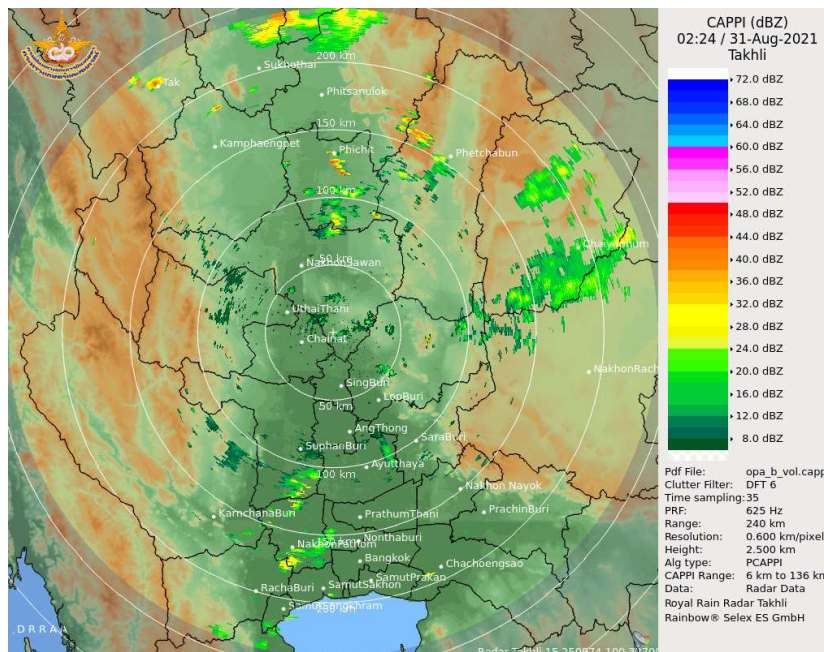 CAPPI (dBZ)
02:24 / 31-Aug-2021
Takhli
72.0 dBZ
68.0 dBZ
64.0 dBZ
60.0 dBZ
56.0 dBZ
52.0 dBZ
48.0 dBZ
44.0 dBZ
40.0 dBZ
36.0 dBZ
32.0 dBZ
28.0 dBZ
24.0 dBZ
20.0 dBZ
16.0 dBZ
12.0 dBZ
8.0 dBZ
Pdf File: opa_b_vol.capp
Clutter Filter: DFT 6
Time sampling:35
PRF: 625 Hz
Range: 240 km
Resolution: 0.600 km/pixel
Height: 2.500 km
Alg type: PCAPPI
CAPPI Range: 6 km to 136 km
Data: Radar Data
Royal Rain Radar Takhli
Rainbow® Selex ES GmbH
200 km
Sukhothai
Tak
Phitsanulok
150 km
Kamphaengpet
Phichit
Phetchabun
100 km
50 km
NakhonSawan
UthaiThani
Chainat
NakhonRach
SingBuri
LopBuri
50 km
AngThong
SaraBuri
SuphanBuri
Ayutthaya
100 km
Nakhon Nayok
KarnchanaBuri
PrathumThani
PrachinBuri
Nonthaburi
150 km
Bangkok
Chachoengsao
SamutPrakan
RachaBuri
SamutSakhon
200 km
D R R A A